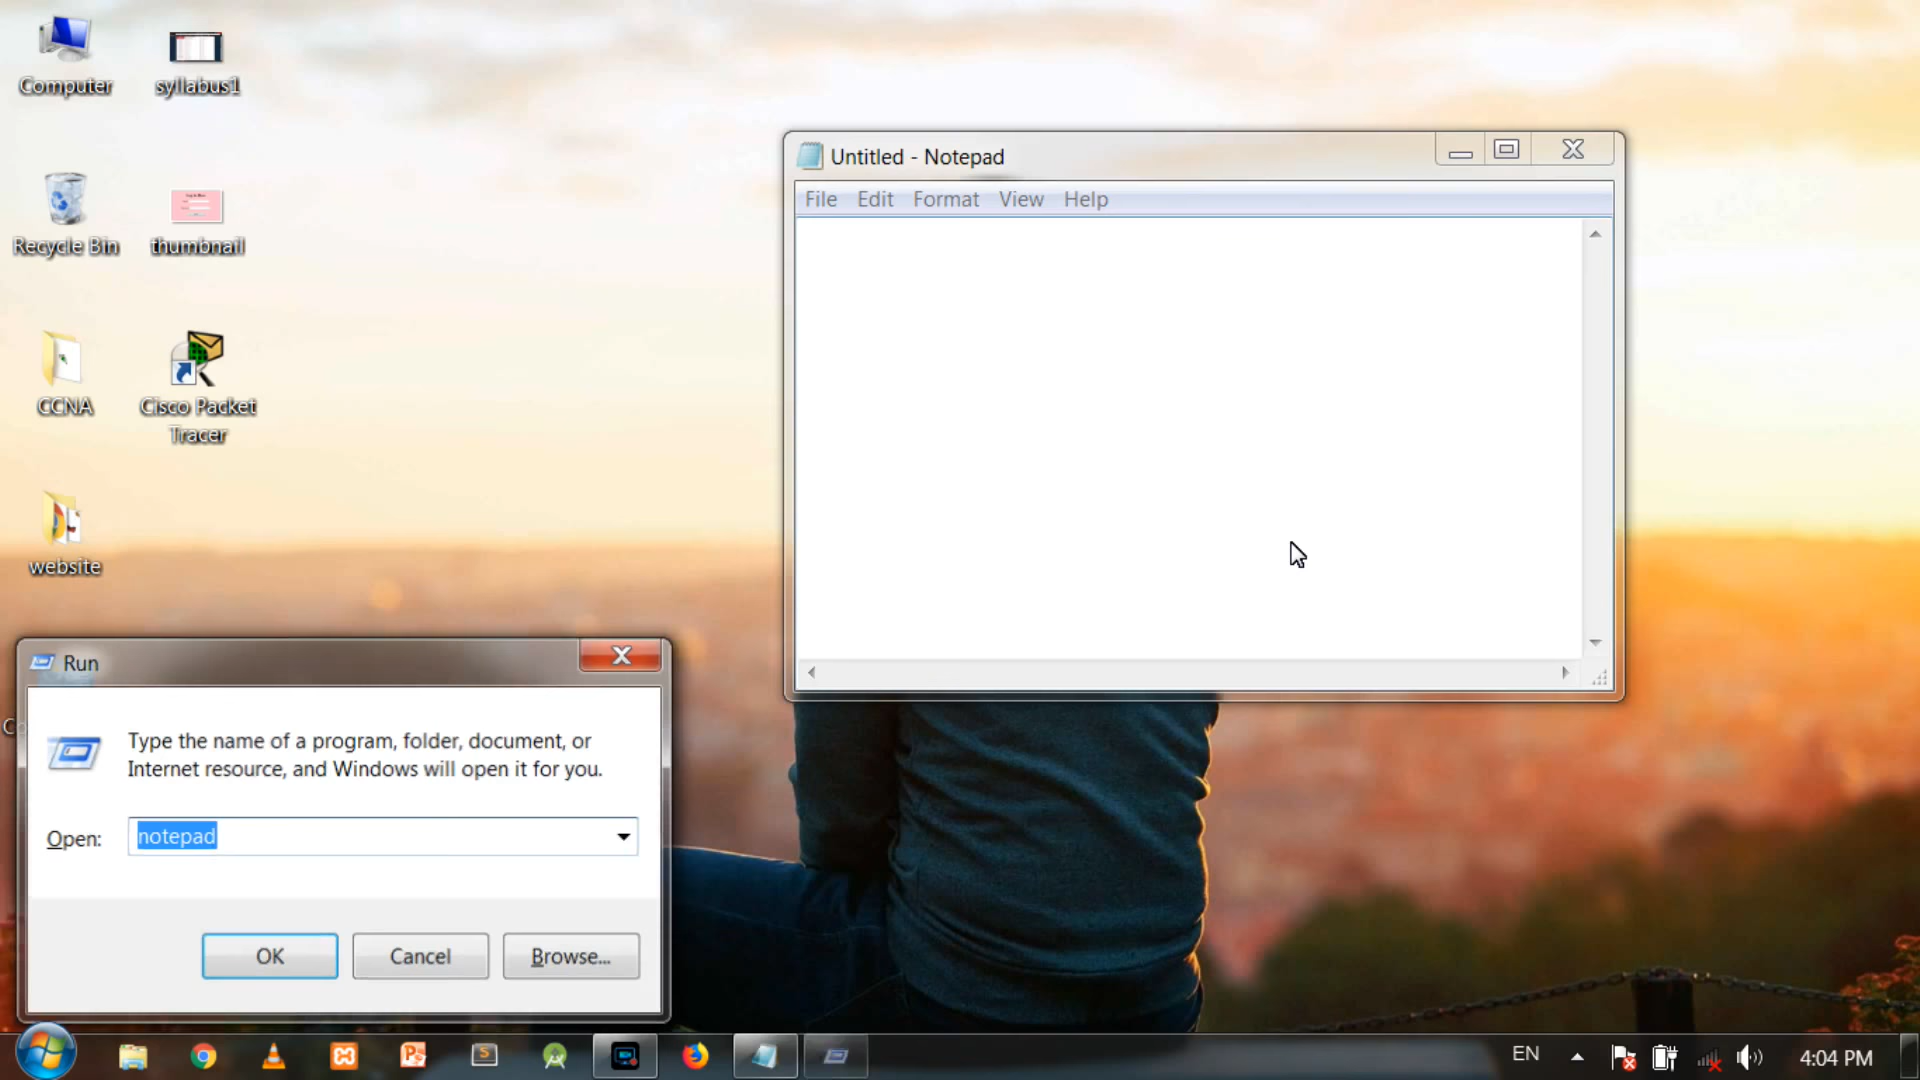 Computer
syllabus1
Recycle Bin
thumbnail
CCNA
Cisco Packet
Tracer
website
Untitled - Notepad
File Edit Format View Help
Run
Type the name of a program, folder, document, or
Internet resource, and Windows will open it for you.
Open: notepad
OK Cancel Browse...
EN
4:04 PM